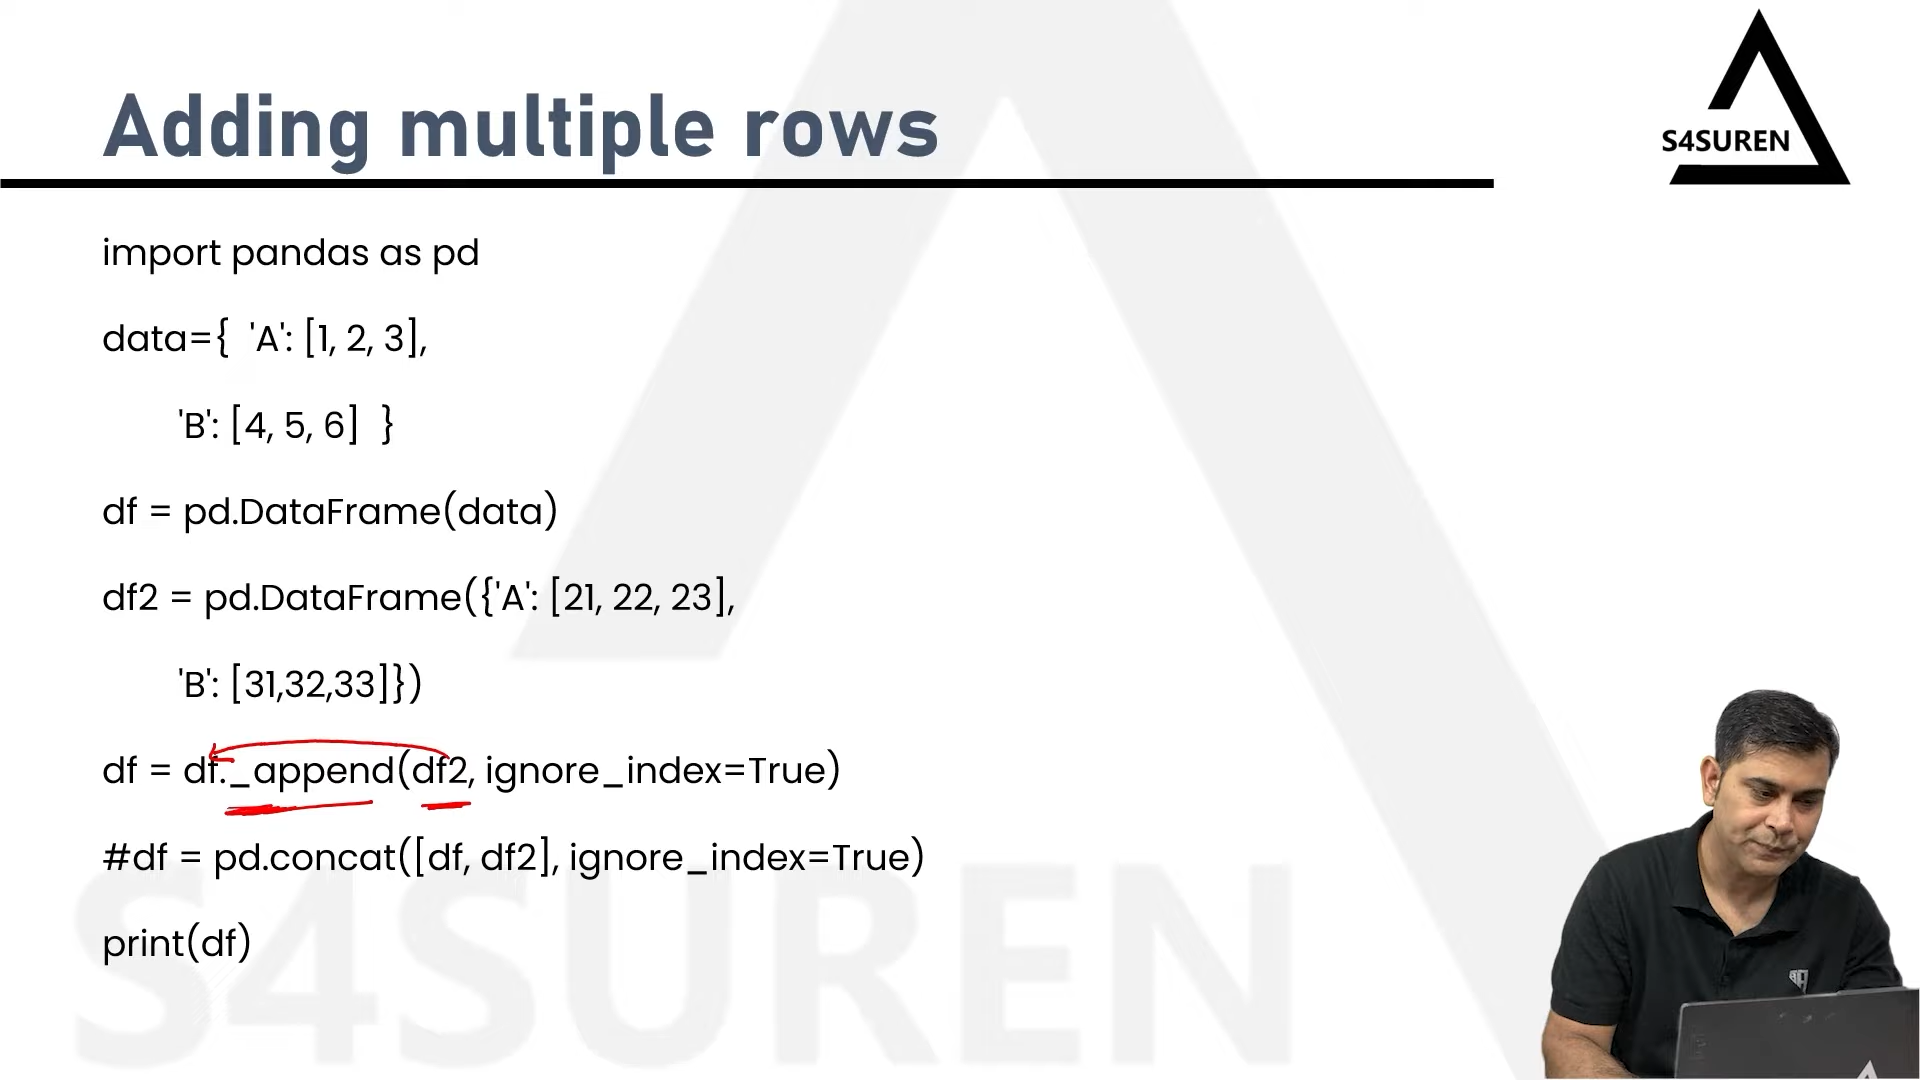 Adding multiple rows
S4SUREN
import pandas as pd
data={  'A': [1, 2, 3],
'B': [4, 5, 6]  }
df = pd.DataFrame(data)
df2 = pd.DataFrame({'A': [21, 22, 23],
'B': [31,32,33]})
df = df._append(df2, ignore_index=True)
#df = pd.concat([df, df2], ignore_index=True)
print(df)
S4SUREN